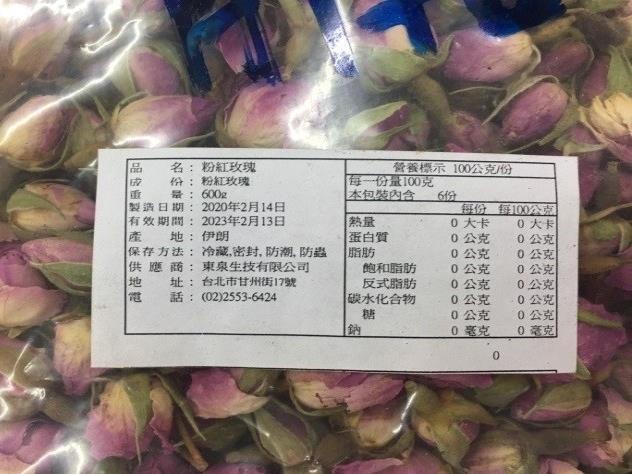 品　　名：粉紅玫瑰
成　　份：粉紅玫瑰
重　　量：600g
製造日期：2020年2月14日
有效期間：2023年2月13日
產　　地：伊朗
保存方法：冷藏,密封,防潮,防蟲
供 應 商：東泉生技有限公司
地　　址：台北市甘州街17號
電　　話：(02)2553-6424
營養標示 100公克/份
每一份量100克
本包裝內含　6份
每份 每100公克
熱量 0 大卡 0 大卡
蛋白質 0 公克 0 公克
脂肪 0 公克 0 公克
飽和脂肪 0 公克 0 公克
反式脂肪 0 公克 0 公克
碳水化合物 0 公克 0 公克
糖 0 公克 0 公克
鈉 0 毫克 0 毫克
0